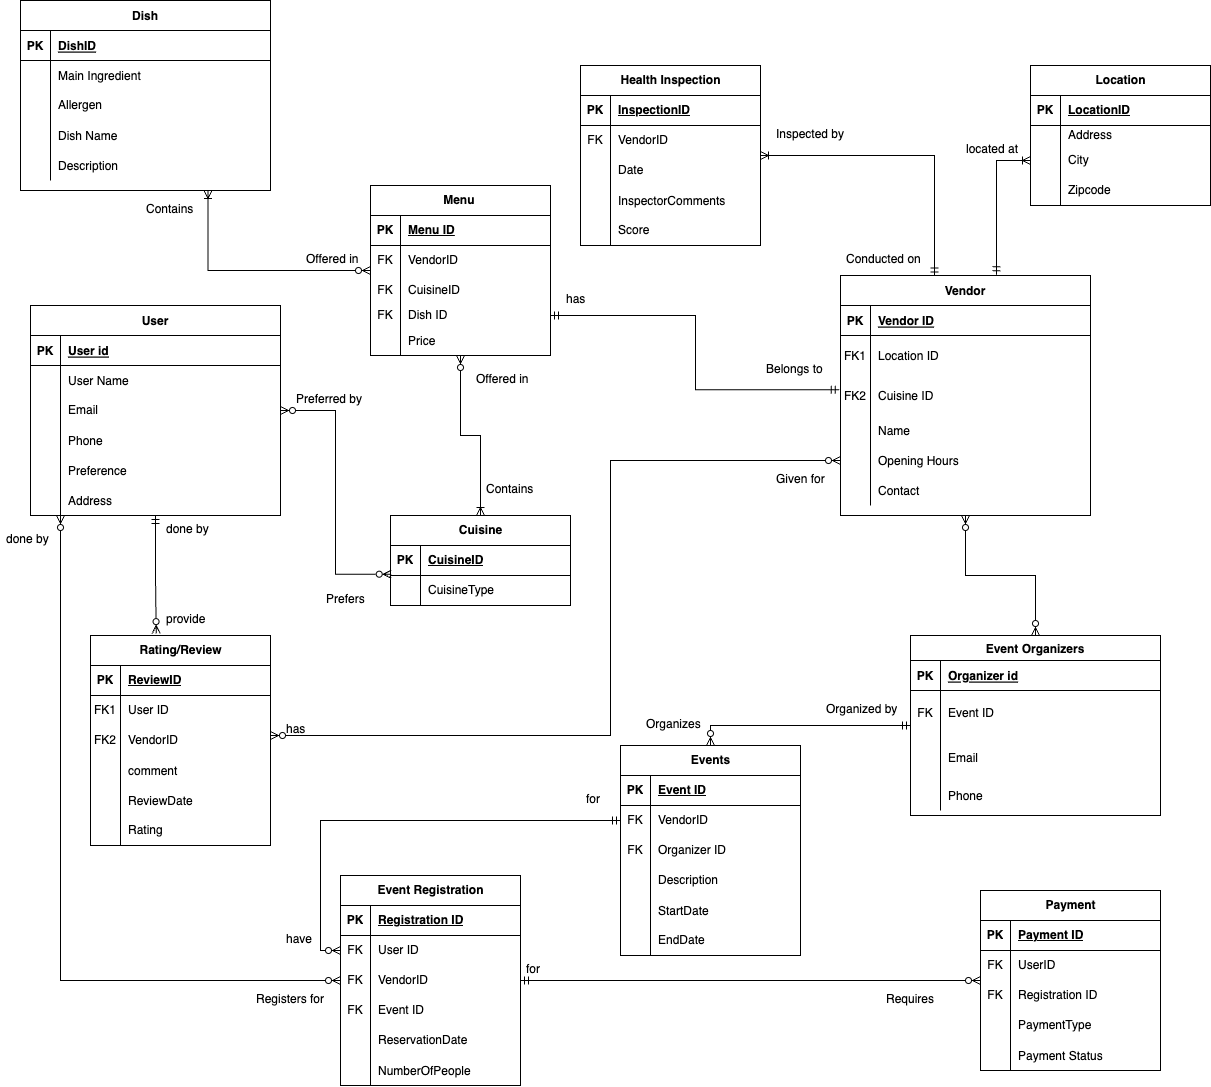 Dish
PK DishID
Main Ingredient
Allergen
Dish Name
Description
Contains
Offered in
Menu
PK Menu ID
FK VendorID
FK CuisineID
FK Dish ID
Price
has
Offered in
Health Inspection
PK InspectionID
FK VendorID
Date
InspectorComments
Score
Inspected by
Conducted on
Location
PK LocationID
Address
City
Zipcode
located at
Vendor
PK Vendor ID
FK1 Location ID
FK2 Cuisine ID
Name
Opening Hours
Contact
Belongs to
Given for
User
PK User id
User Name
Email
Phone
Preference
Address
Preferred by
done by
done by
Contains
Cuisine
PK CuisineID
CuisineType
Prefers
provide
Rating/Review
PK ReviewID
FK1 User ID
FK2 VendorID
comment
ReviewDate
Rating
has
Event Organizers
PK Organizer id
FK Event ID
Email
Phone
Organized by
Organizes
Events
PK Event ID
FK VendorID
FK Organizer ID
Description
StartDate
EndDate
for
Event Registration
PK Registration ID
FK User ID
FK VendorID
FK Event ID
ReservationDate
NumberOfPeople
have
Registers for
for
Requires
Payment
PK Payment ID
FK UserID
FK Registration ID
PaymentType
Payment Status